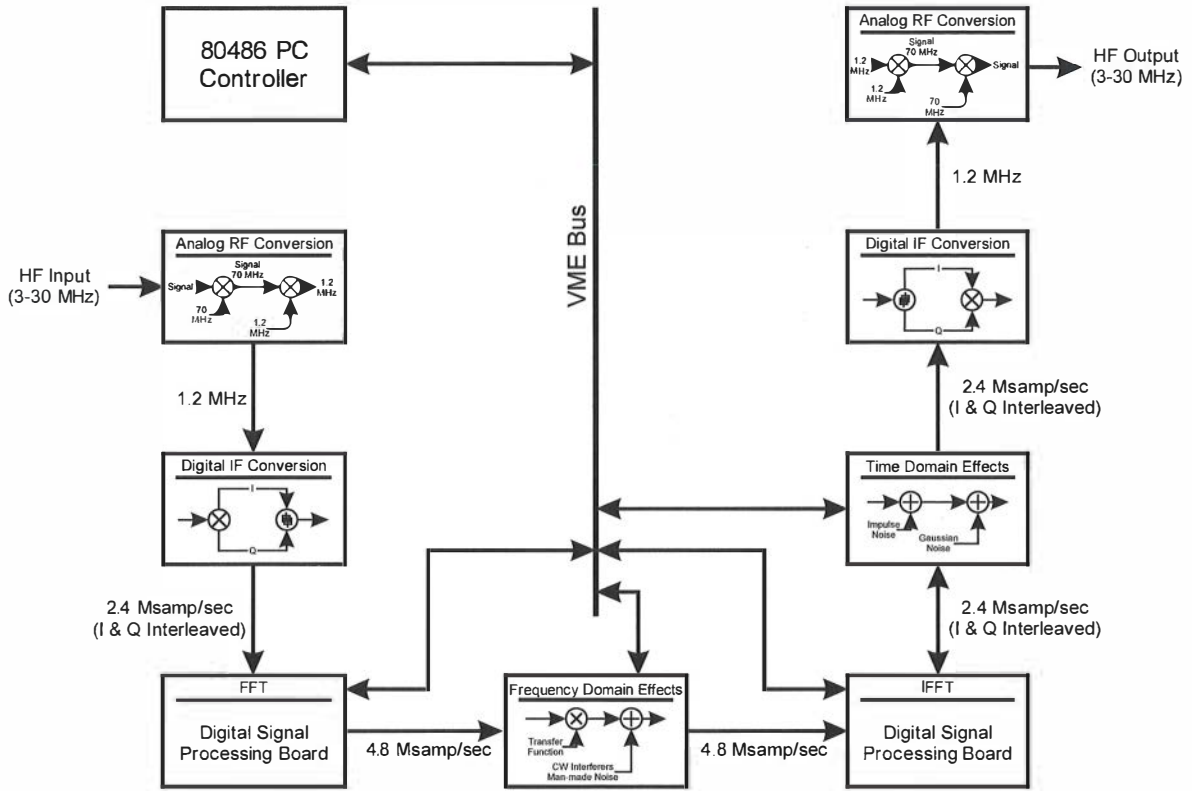 80486 PC
Controller
VME Bus
Analog RF Conversion
Signal
70 MHz
1.2
MHz
1.2
MHz
70
MHz
Signal
HF Output
(3-30 MHz)
1.2 MHz
HF Input
(3-30 MHz)
Analog RF Conversion
Signal
70 MHz
Signal
70
MHz
1.2
MHz
1.2
MHz
1.2 MHz
Digital IF Conversion
I
Q
Digital IF Conversion
I
Q
2.4 Msamp/sec
(I & Q Interleaved)
2.4 Msamp/sec
(I & Q Interleaved)
Time Domain Effects
Impulse
Noise
Gaussian
Noise
2.4 Msamp/sec
(I & Q Interleaved)
FFT
Digital Signal
Processing Board
4.8 Msamp/sec
Frequency Domain Effects
Transfer
Function
CW Interferers
Man-made Noise
4.8 Msamp/sec
IFFT
Digital Signal
Processing Board